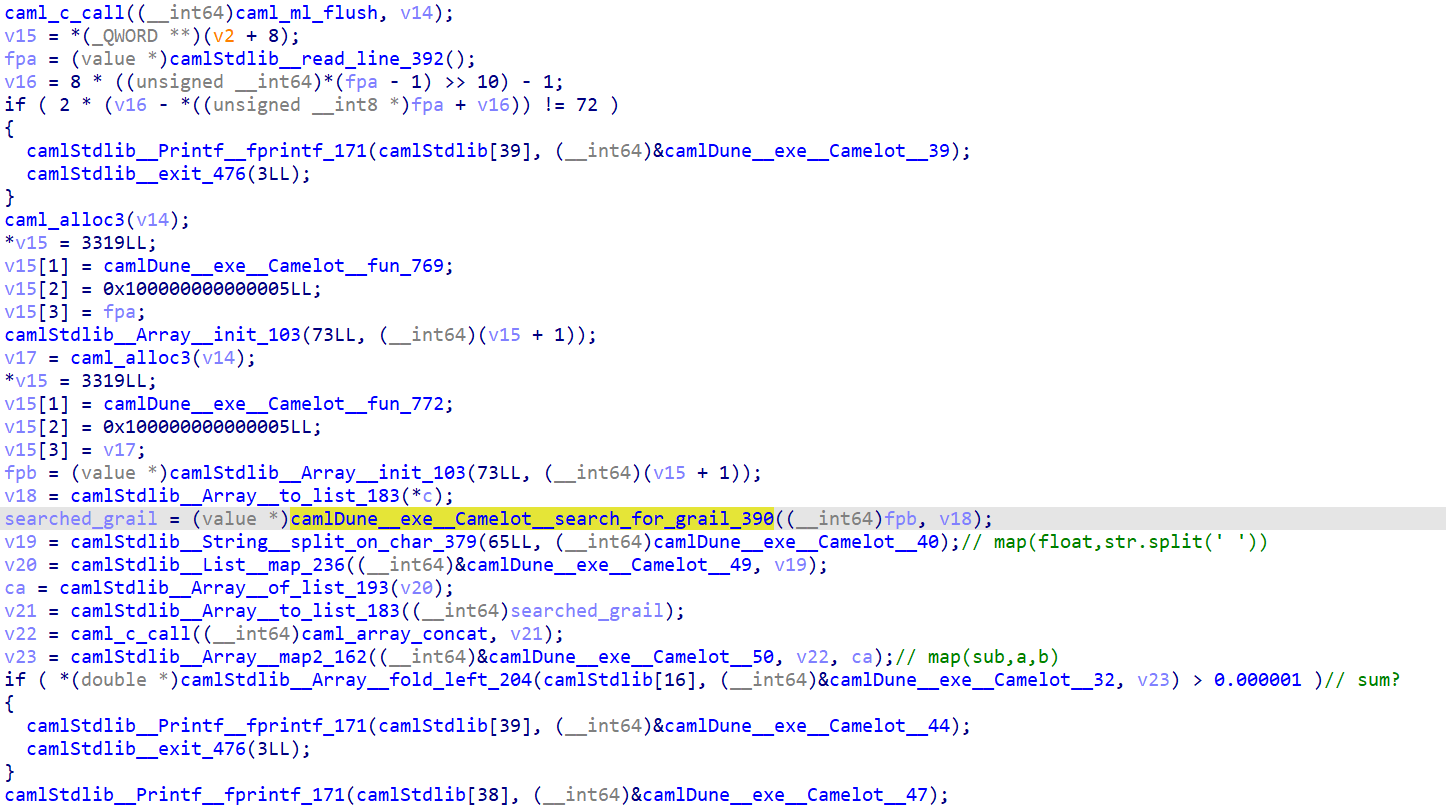 caml_c_call((__int64)caml_ml_flush, v14);
v15 = *(_QWORD **)(v2 + 8);
fpa = (value *)camlStdlib__read_line_392();
v16 = 8 * ((unsigned __int64)*(fpa - 1) >> 10) - 1;
if ( 2 * (v16 - *((unsigned __int8 *)fpa + v16)) != 72 )
{
  camlStdlib__Printf__fprintf_171(camlStdlib[39], (__int64)&camlDune__exe__Camelot__39);
  camlStdlib__exit_476(3LL);
}
caml_alloc3(v14);
*v15 = 3319LL;
v15[1] = camlDune__exe__Camelot__fun_769;
v15[2] = 0x100000000000005LL;
v15[3] = fpa;
camlStdlib__Array__init_103(73LL, (__int64)(v15 + 1));
v17 = caml_alloc3(v14);
*v15 = 3319LL;
v15[1] = camlDune__exe__Camelot__fun_772;
v15[2] = 0x100000000000005LL;
v15[3] = v17;
fpb = (value *)camlStdlib__Array__init_103(73LL, (__int64)(v15 + 1));
v18 = camlStdlib__Array__to_list_183(*c);
searched_grail = (value *)camlDune__exe__Camelot__search_for_grail_390((__int64)fpb, v18);
v19 = camlStdlib__String__split_on_char_379(65LL, (__int64)camlDune__exe__Camelot__40);// map(float,str.split(' '))
v20 = camlStdlib__List__map_236((__int64)&camlDune__exe__Camelot__49, v19);
ca = camlStdlib__Array__of_list_193(v20);
v21 = camlStdlib__Array__to_list_183((__int64)searched_grail);
v22 = caml_c_call((__int64)caml_array_concat, v21);
v23 = camlStdlib__Array__map2_162((__int64)&camlDune__exe__Camelot__50, v22, ca);// map(sub,a,b)
if ( *(double *)camlStdlib__Array__fold_left_204(camlStdlib[16], (__int64)&camlDune__exe__Camelot__32, v23) > 0.000001 )// sum?
{
  camlStdlib__Printf__fprintf_171(camlStdlib[39], (__int64)&camlDune__exe__Camelot__44);
  camlStdlib__exit_476(3LL);
}
camlStdlib__Printf__fprintf_171(camlStdlib[38], (__int64)&camlDune__exe__Camelot__47);